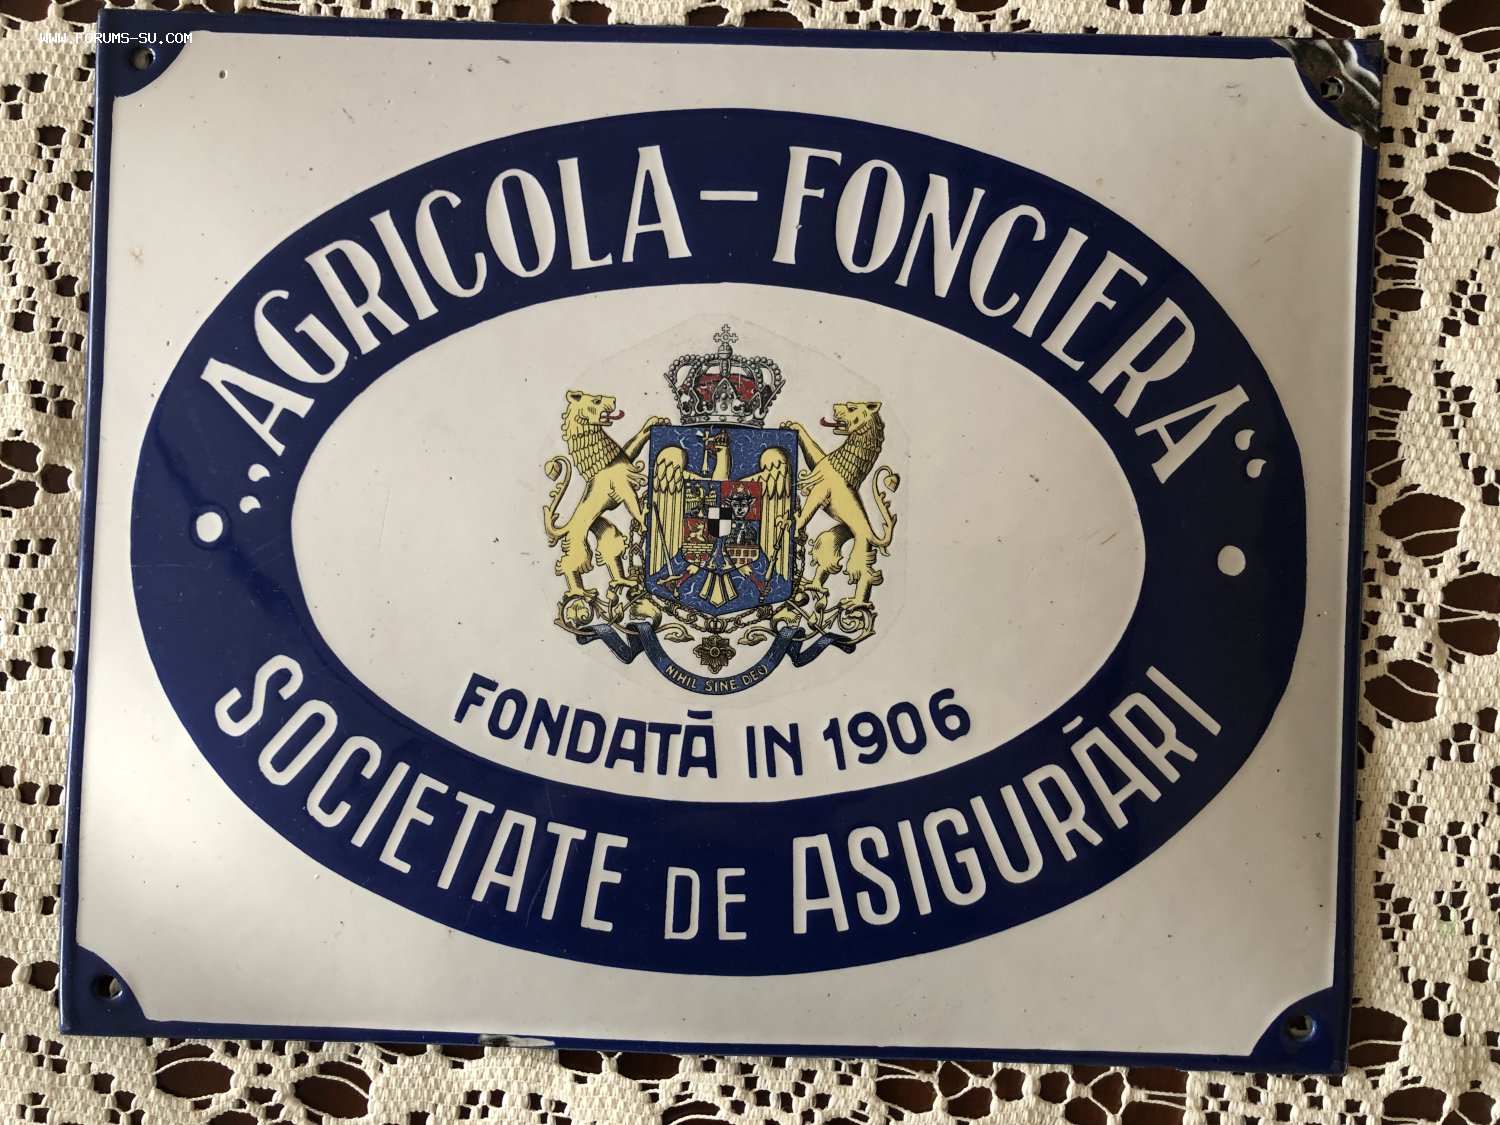 WWW.FORUMS-SU.COM
„AGRICOLA–FONCIERA“
NIHIL SINE DEO
FONDATĂ IN 1906
SOCIETATE DE ASIGURĂRI